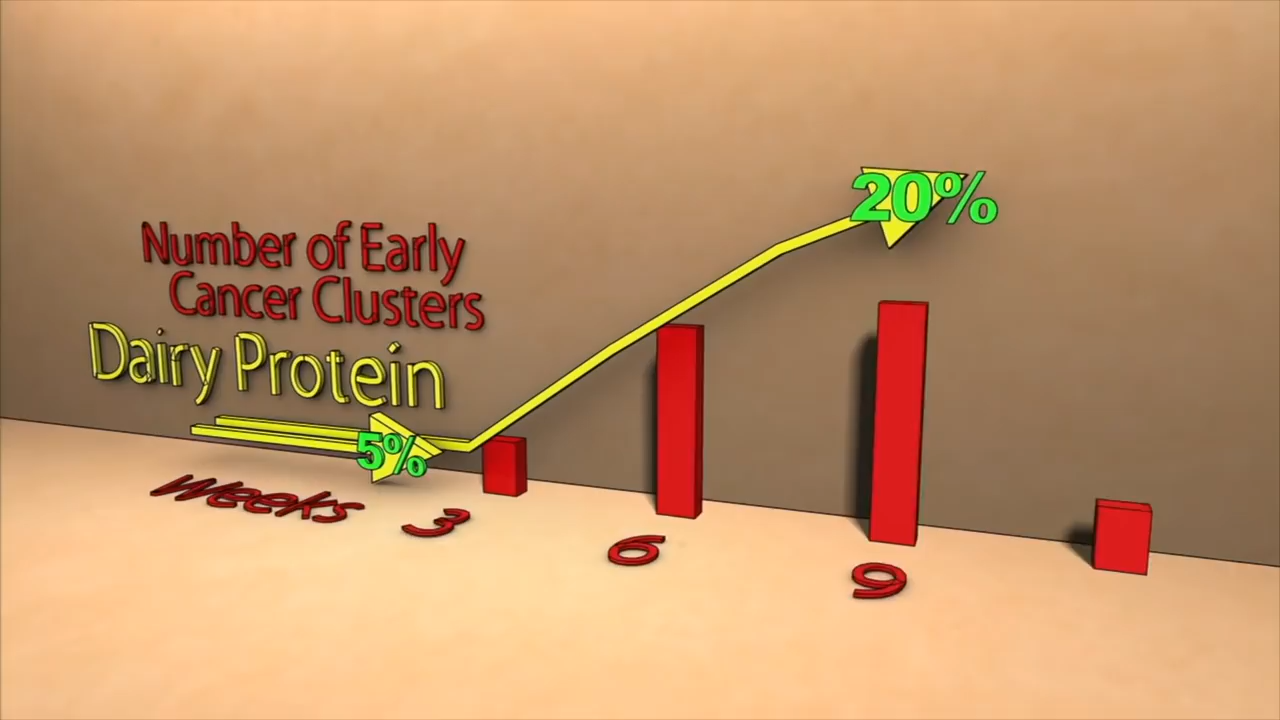 Number of Early
Cancer Clusters
Dairy Protein
20%
5%
Weeks 3 6 9